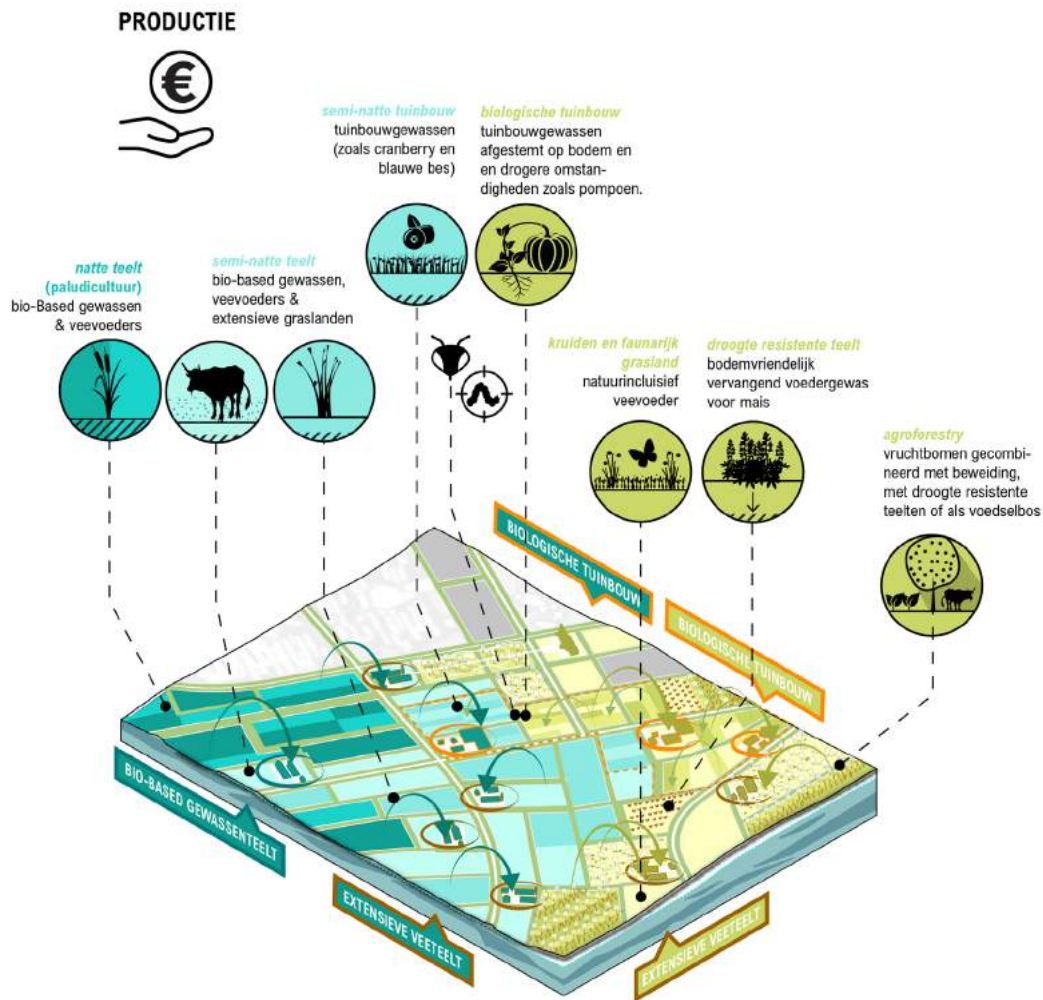 PRODUCTIE
€
semi-natte tuinbouw
tuinbouwgewassen
(zoals cranberry en
blauwe bes)
biologische tuinbouw
tuinbouwgewassen
afgestemt op bodem en
en drogere omstan-
digheden zoals pompoen.
natte teelt
(paludicultuur)
bio-Based gewassen
& veevoeders
semi-natte teelt
bio-based gewassen,
veevoeders &
extensieve graslanden
kruiden en faunarijk
grasland
natuurinclusief
veevoeder
droogte resistente teelt
bodemvriendelijk
vervangend voedergewas
voor mais
agroforestry
vruchtbomen gecombi-
neerd met beweiding,
met droogte resistente
teelten of als voedselbos
BIOLOGISCHE TUINBOUW
BIOLOGISCHE TUINBOUW
BIO-BASED GEWASSENTEELT
EXTENSIEVE VEETEELT
EXTENSIEVE VEETEELT